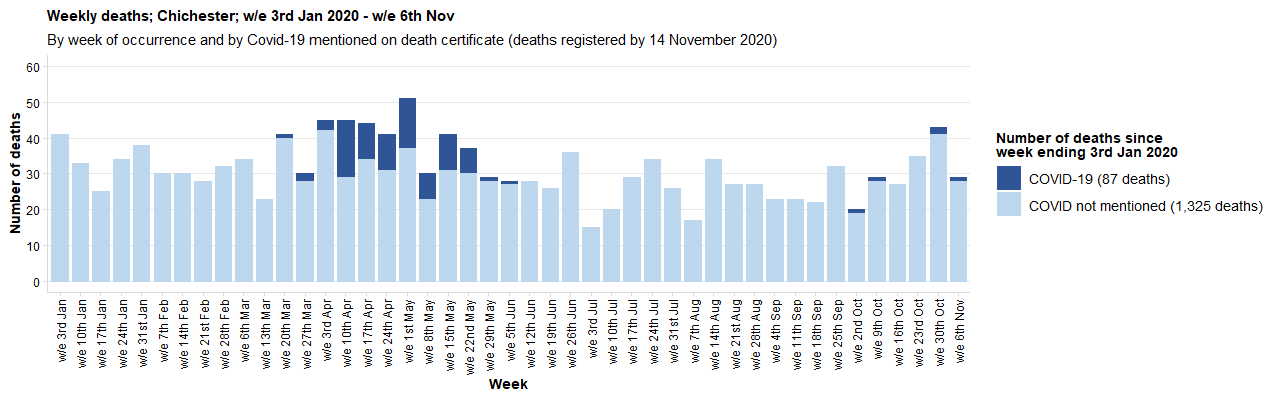 Weekly deaths; Chichester; w/e 3rd Jan 2020 - w/e 6th Nov
By week of occurrence and by Covid-19 mentioned on death certificate (deaths registered by 14 November 2020)
Number of deaths
60
50
40
30
20
10
0
w/e 3rd Jan
w/e 10th Jan
w/e 17th Jan
w/e 24th Jan
w/e 31st Jan
w/e 7th Feb
w/e 14th Feb
w/e 21st Feb
w/e 28th Feb
w/e 6th Mar
w/e 13th Mar
w/e 20th Mar
w/e 27th Mar
w/e 3rd Apr
w/e 10th Apr
w/e 17th Apr
w/e 24th Apr
w/e 1st May
w/e 8th May
w/e 15th May
w/e 22nd May
w/e 29th May
w/e 5th Jun
w/e 12th Jun
w/e 19th Jun
w/e 26th Jun
w/e 3rd Jul
w/e 10th Jul
w/e 17th Jul
w/e 24th Jul
w/e 31st Jul
w/e 7th Aug
w/e 14th Aug
w/e 21st Aug
w/e 28th Aug
w/e 4th Sep
w/e 11th Sep
w/e 18th Sep
w/e 25th Sep
w/e 2nd Oct
w/e 9th Oct
w/e 16th Oct
w/e 23rd Oct
w/e 30th Oct
w/e 6th Nov
Week
Number of deaths since
week ending 3rd Jan 2020
COVID-19 (87 deaths)
COVID not mentioned (1,325 deaths)